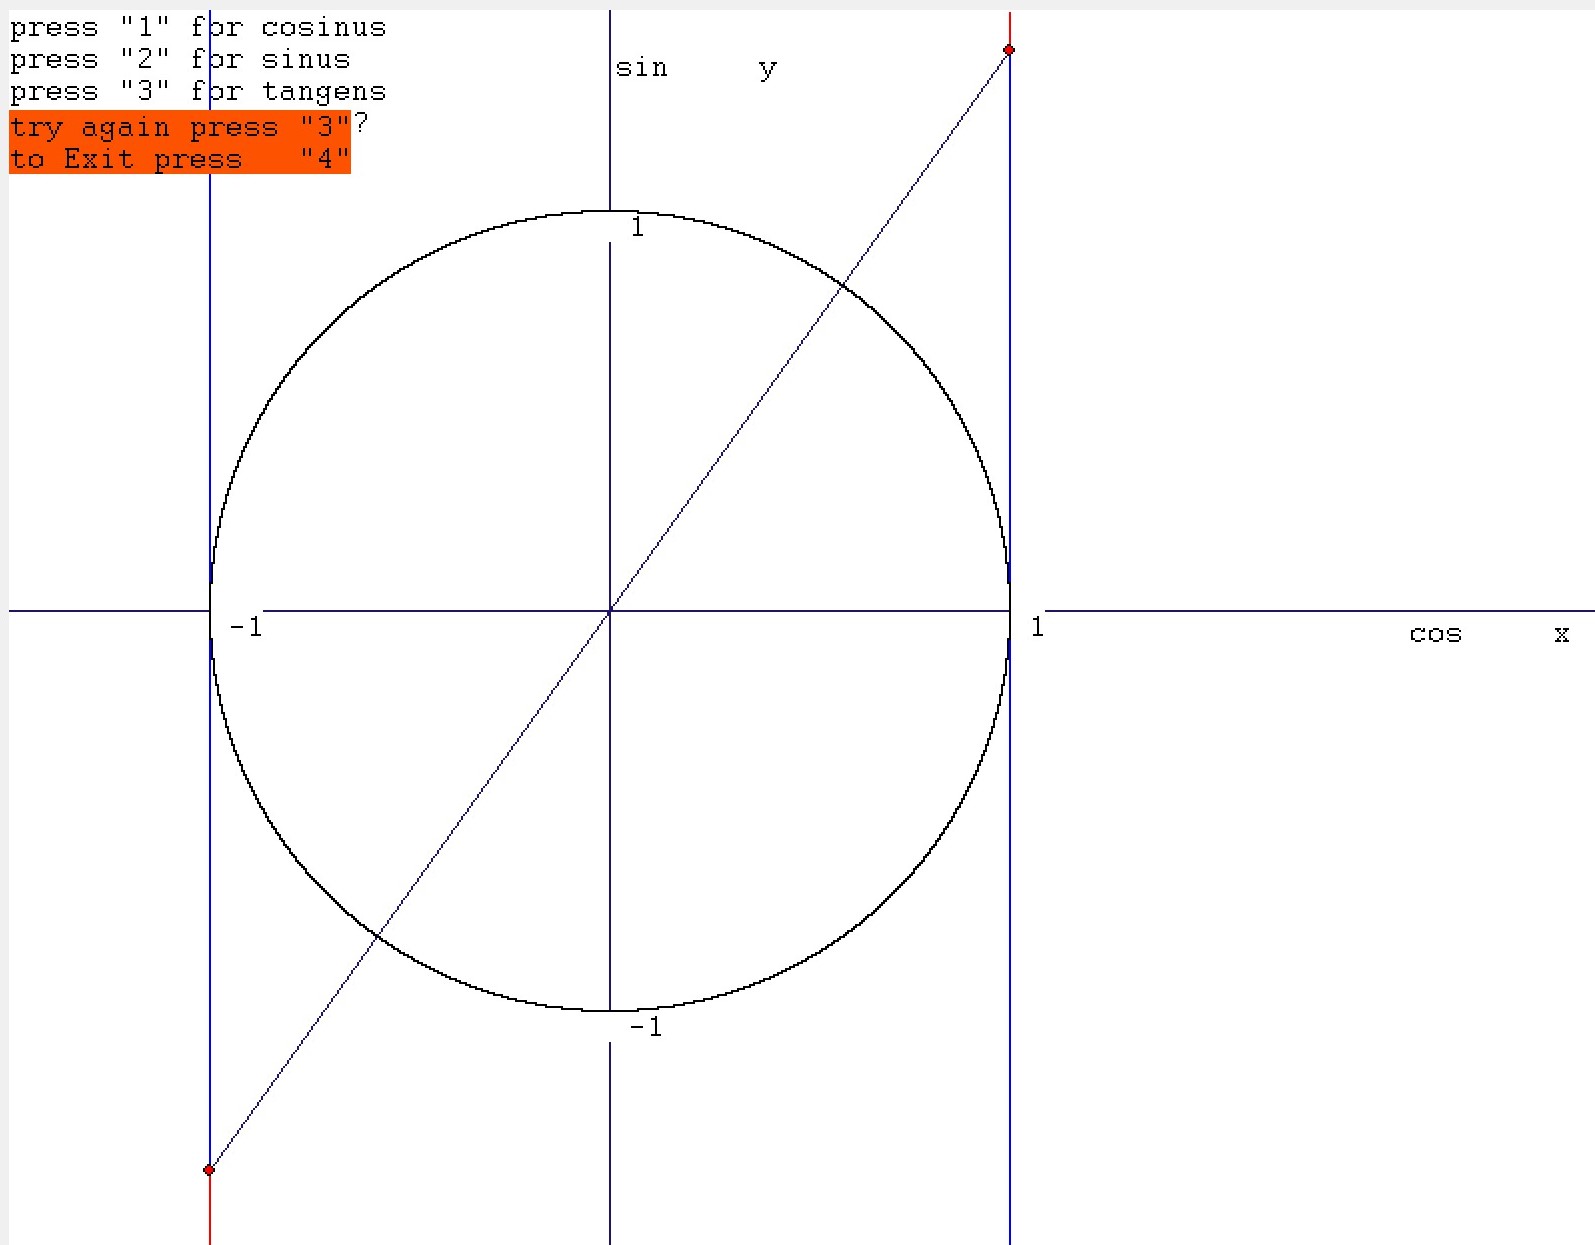 press "1" for cosinus
press "2" for sinus
press "3" for tangens
try again press "3"?
to Exit press "4"
sin y
1
-1
1
cos x
-1